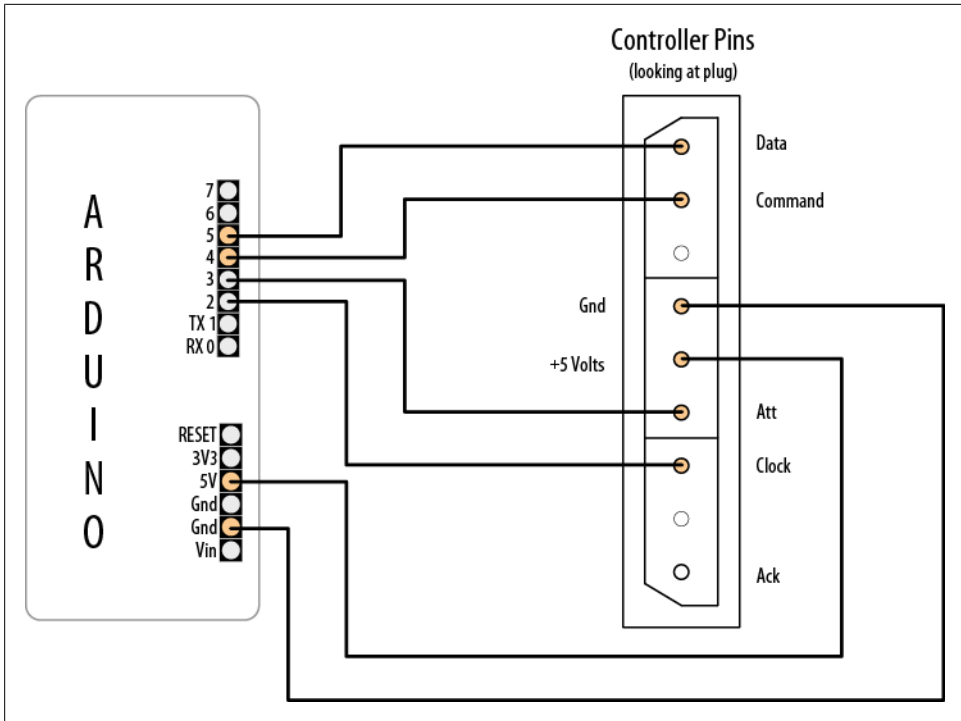 Controller Pins
(looking at plug)
ARDUINO
7
6
5
4
3
2
TX 1
RX 0
RESET
3V3
5V
Gnd
Gnd
Vin
Data
Command
Gnd
+5 Volts
Att
Clock
Ack